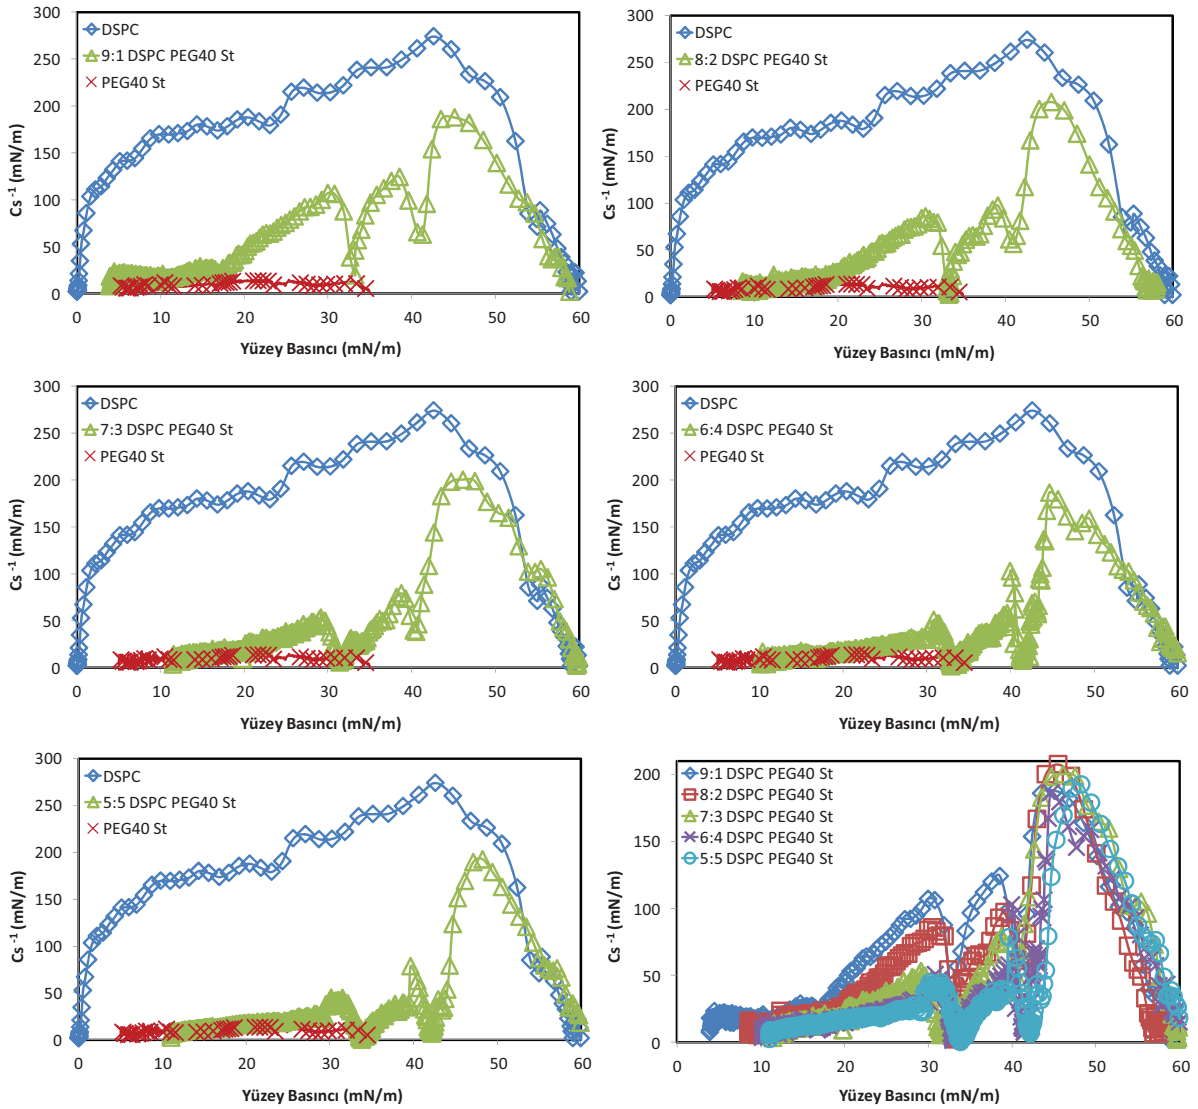 300
250
200
150
100
50
0
Cs⁻¹ (mN/m)
DSPC
9:1 DSPC PEG40 St
PEG40 St
0 10 20 30 40 50 60
Yüzey Basıncı (mN/m)
300
250
200
150
100
50
0
Cs⁻¹ (mN/m)
DSPC
8:2 DSPC PEG40 St
PEG40 St
0 10 20 30 40 50 60
Yüzey Basıncı (mN/m)
300
250
200
150
100
50
0
Cs⁻¹ (mN/m)
DSPC
7:3 DSPC PEG40 St
PEG40 St
0 10 20 30 40 50 60
Yüzey Basıncı (mN/m)
300
250
200
150
100
50
0
Cs⁻¹ (mN/m)
DSPC
6:4 DSPC PEG40 St
PEG40 St
0 10 20 30 40 50 60
Yüzey Basıncı (mN/m)
300
250
200
150
100
50
0
Cs⁻¹ (mN/m)
DSPC
5:5 DSPC PEG40 St
PEG40 St
0 10 20 30 40 50 60
Yüzey Basıncı (mN/m)
200
150
100
50
0
Cs⁻¹ (mN/m)
9:1 DSPC PEG40 St
8:2 DSPC PEG40 St
7:3 DSPC PEG40 St
6:4 DSPC PEG40 St
5:5 DSPC PEG40 St
0 10 20 30 40 50 60
Yüzey Basıncı (mN/m)